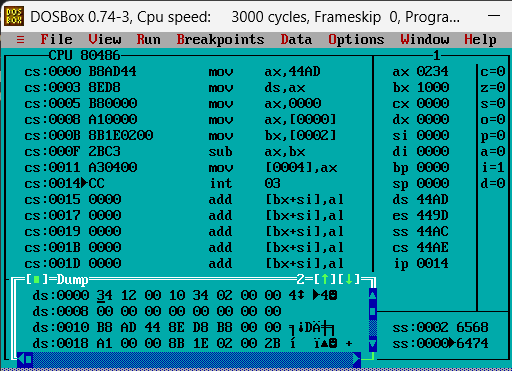 DOSBox 0.74-3, Cpu speed: 3000 cycles, Frameskip 0, Progra...
≡ File View Run Breakpoints Data Options Window Help
CPU 80486 1
cs:0000 B8AD44 mov ax,44AD ax 0234 c=0
cs:0003 8ED8 mov ds,ax bx 1000 z=0
cs:0005 BB0000 mov ax,0000 cx 0000 s=0
cs:0008 A10000 mov ax,[0000] dx 0000 o=0
cs:000B 8B1E0200 mov bx,[0002] si 0000 p=0
cs:000F 2BC3 sub ax,bx di 0000 a=0
cs:0011 A30400 mov [0004],ax bp 0000 i=1
cs:0014►CC int 03 sp 0000 d=0
cs:0015 0000 add [bx+si],al ds 44AD
cs:0017 0000 add [bx+si],al es 449D
cs:0019 0000 add [bx+si],al ss 44AC
cs:001B 0000 add [bx+si],al cs 44AE
cs:001D 0000 add [bx+si],al ip 0014
[■]=Dump 2=[↑][↓]
ds:0000 34 12 00 10 34 02 00 00 4↕ ►4☻
ds:0008 00 00 00 00 00 00 00 00
ds:0010 B8 AD 44 8E D8 B8 00 00 ╕¡DÄ╪╕ ss:0002 6568
ds:0018 A1 00 00 8B 1E 02 00 2B í ï▲☻ + ss:0000►6474